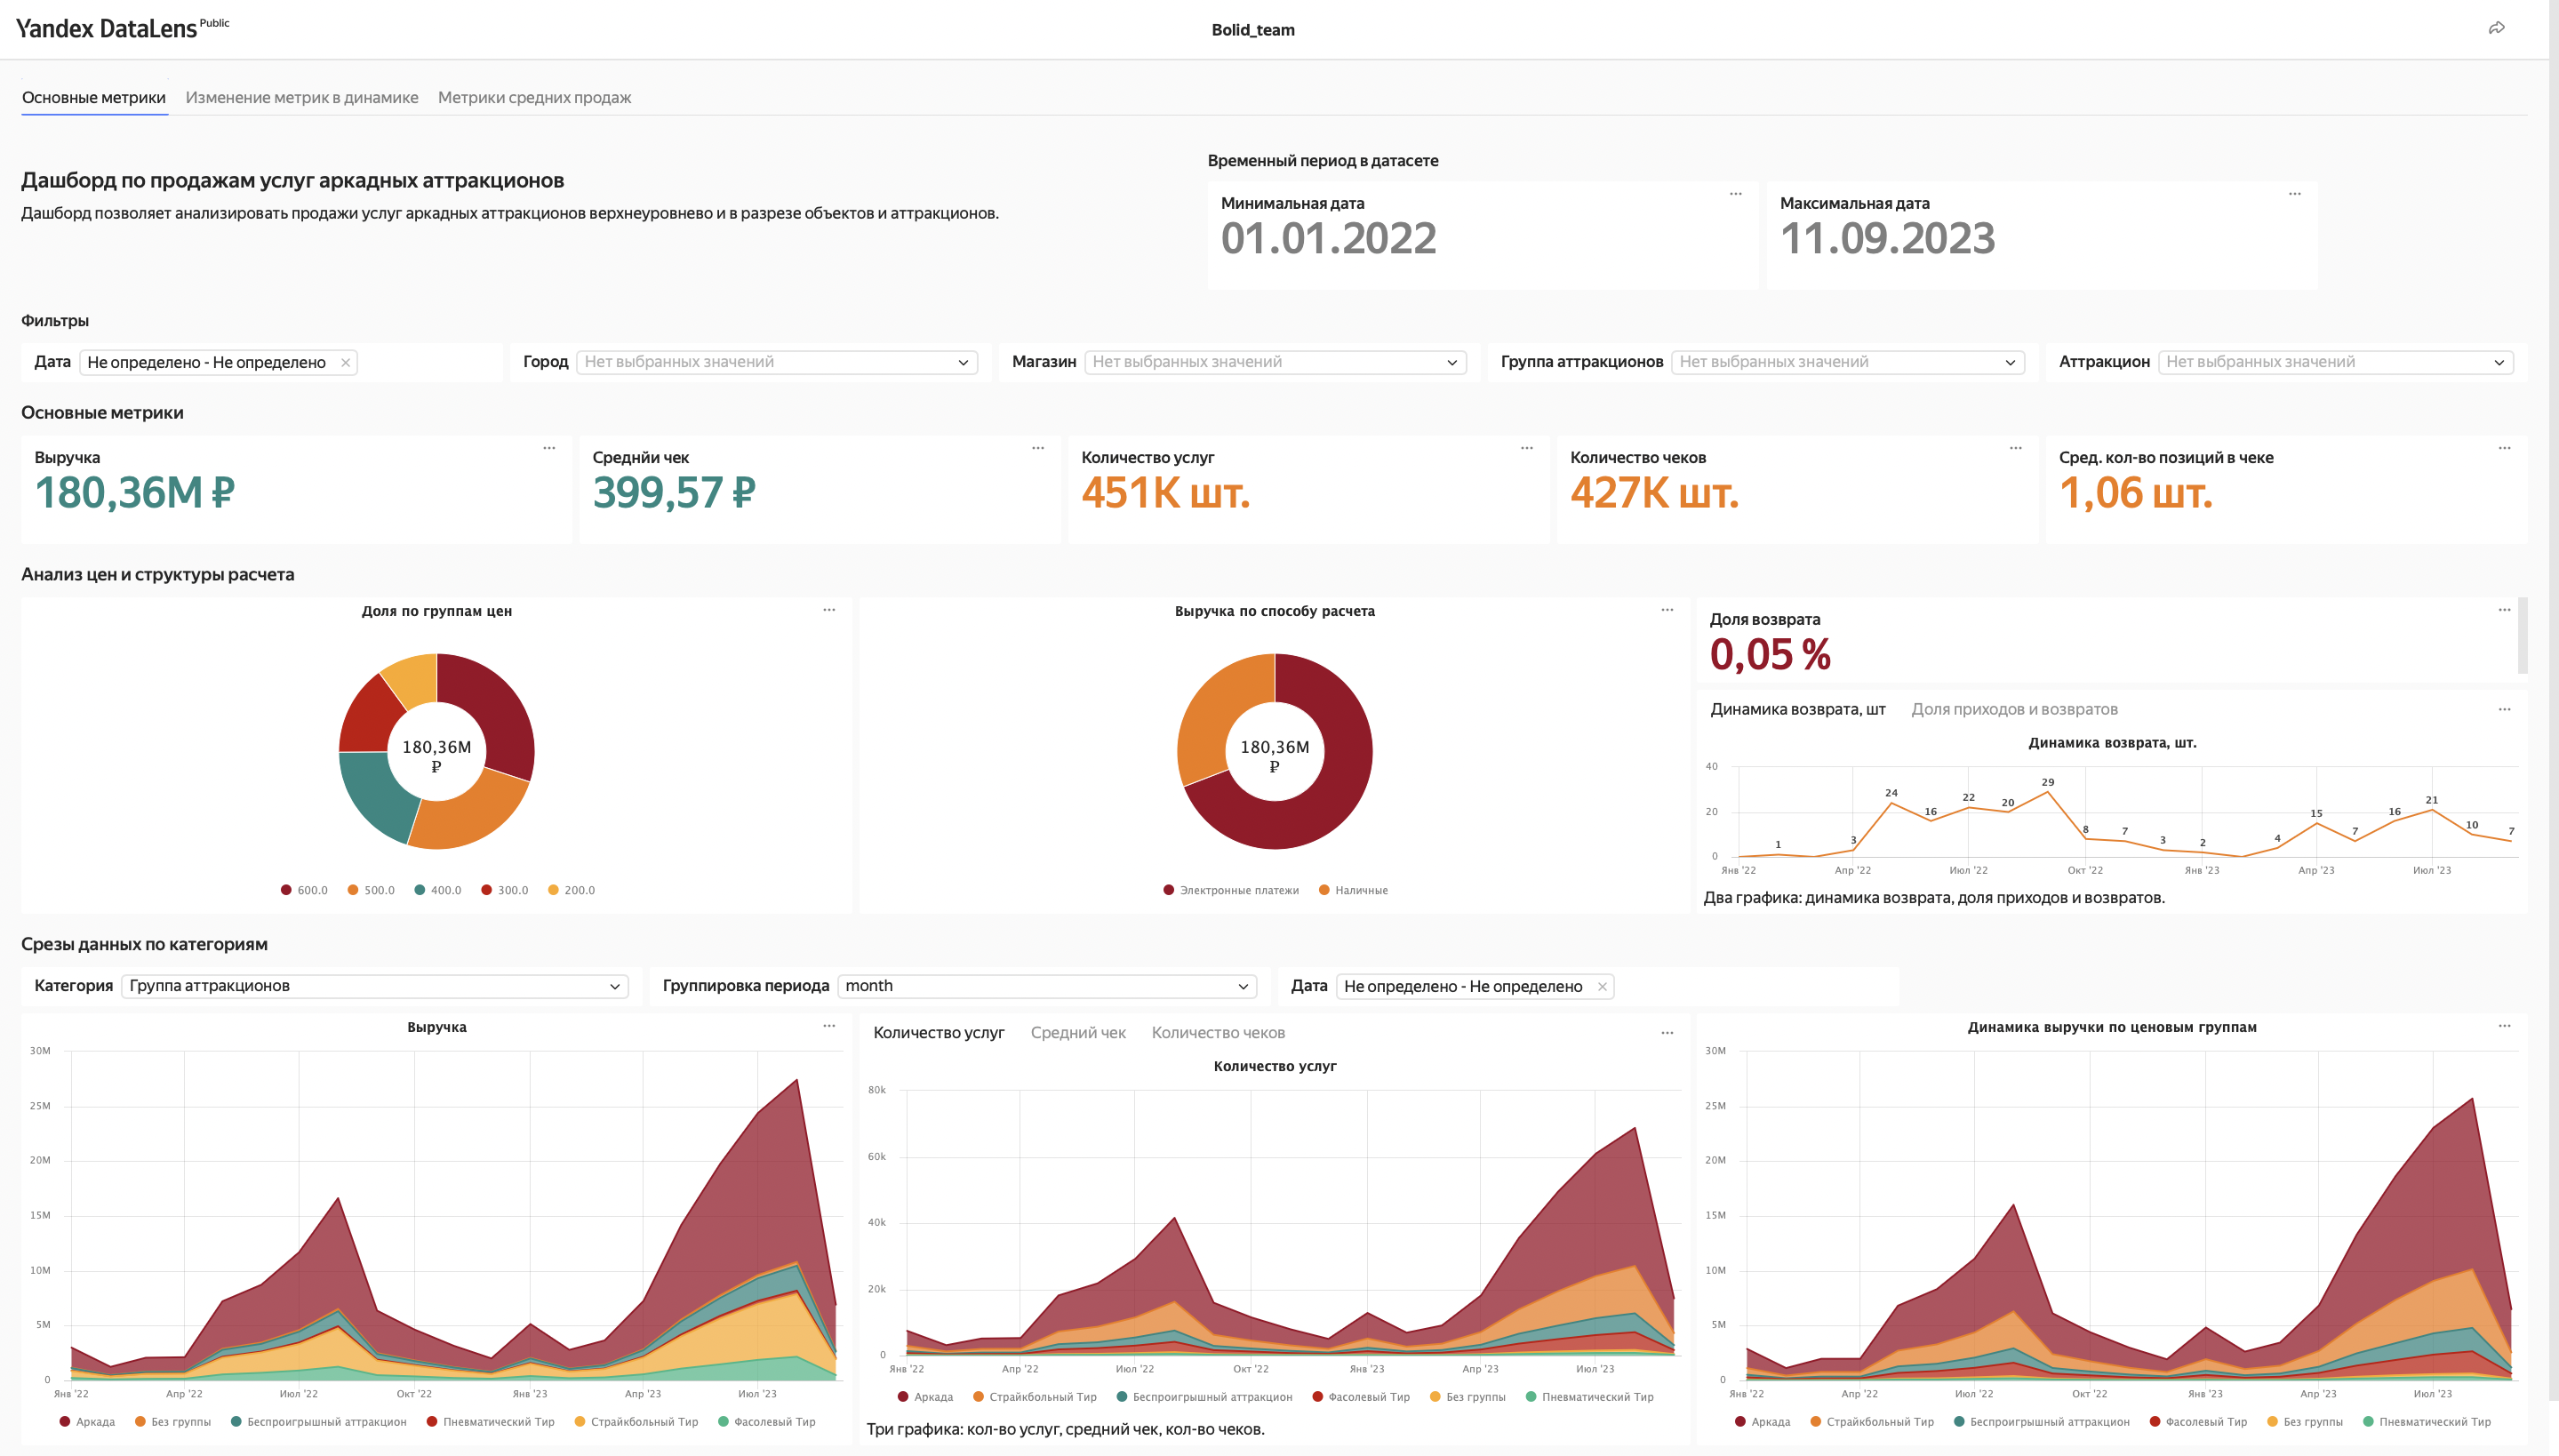 Yandex DataLens Public
Bolid_team
Основные метрики Изменение метрик в динамике Метрики средних продаж
Дашборд по продажам услуг аркадных аттракционов
Дашборд позволяет анализировать продажи услуг аркадных аттракционов верхнеуровнево и в разрезе объектов и аттракционов.
Временный период в датасете
Минимальная дата
01.01.2022
Максимальная дата
11.09.2023
Фильтры
Дата Не определено - Не определено
Город Нет выбранных значений
Магазин Нет выбранных значений
Группа аттракционов Нет выбранных значений
Аттракцион Нет выбранных значений
Основные метрики
Выручка
180,36M ₽
Среднйи чек
399,57 ₽
Количество услуг
451K шт.
Количество чеков
427K шт.
Сред. кол-во позиций в чеке
1,06 шт.
Анализ цен и структуры расчета
Доля по группам цен
180,36M
₽
600.0 500.0 400.0 300.0 200.0
Выручка по способу расчета
180,36M
₽
Электронные платежи Наличные
Доля возврата
0,05 %
Динамика возврата, шт Доля приходов и возвратов
Динамика возврата, шт.
40
20
0
1 3 24 16 22 20 29 8 7 3 2 4 15 7 16 21 10 7
Янв '22 Апр '22 Июл '22 Окт '22 Янв '23 Апр '23 Июл '23
Два графика: динамика возврата, доля приходов и возвратов.
Срезы данных по категориям
Категория Группа аттракционов
Группировка периода month
Дата Не определено - Не определено
Выручка
30M
25M
20M
15M
10M
5M
0
Янв '22 Апр '22 Июл '22 Окт '22 Янв '23 Апр '23 Июл '23
Аркада Без группы Беспроигрышный аттракцион Пневматический Тир Страйкбольный Тир Фасолевый Тир
Количество услуг Средний чек Количество чеков
Количество услуг
80k
60k
40k
20k
0
Янв '22 Апр '22 Июл '22 Окт '22 Янв '23 Апр '23 Июл '23
Аркада Страйкбольный Тир Беспроигрышный аттракцион Фасолевый Тир Без группы Пневматический Тир
Три графика: кол-во услуг, средний чек, кол-во чеков.
Динамика выручки по ценовым группам
30M
25M
20M
15M
10M
5M
0
Янв '22 Апр '22 Июл '22 Окт '22 Янв '23 Апр '23 Июл '23
Аркада Страйкбольный Тир Беспроигрышный аттракцион Фасолевый Тир Без группы Пневматический Тир